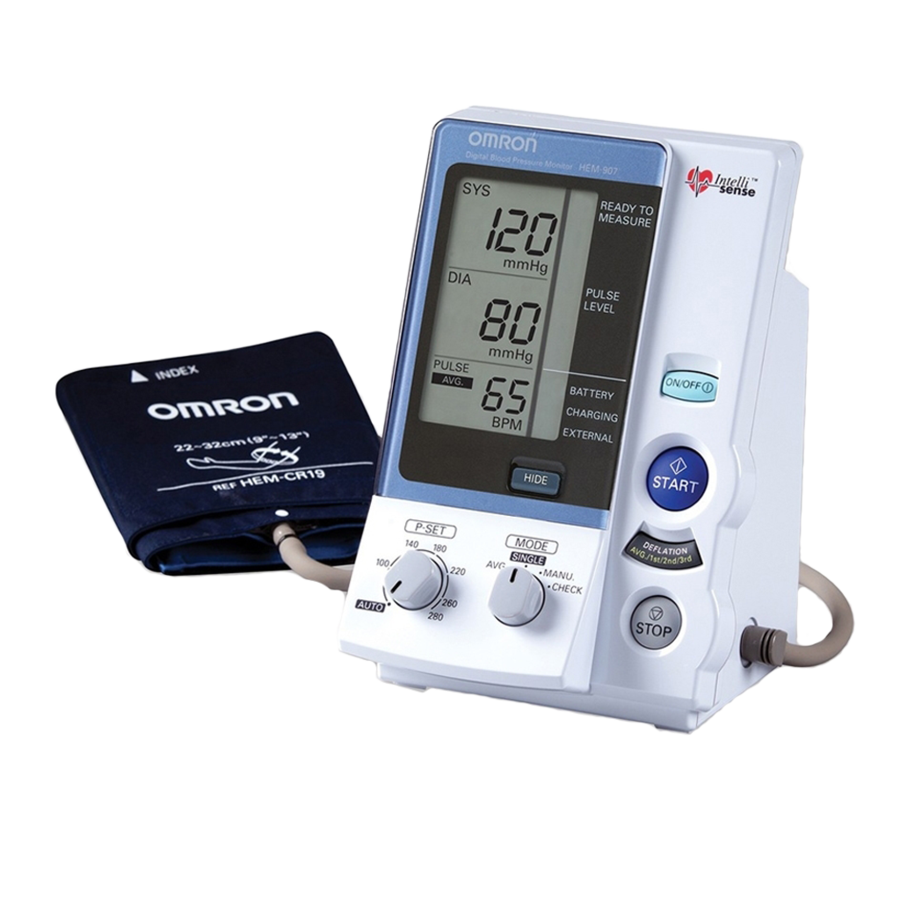 OMRON
Digital Blood Pressure Monitor HEM-907
Intelli™
sense
SYS
120
mmHg
DIA
80
mmHg
PULSE
AVG.
65
BPM
READY TO
MEASURE
PULSE
LEVEL
BATTERY
CHARGING
EXTERNAL
HIDE
ON/OFF
START
DEFLATION
AVG./1st/2nd/3rd
STOP
P-SET
AUTO
100
140
180
220
260
280
MODE
AVG.
SINGLE
MANU.
CHECK
INDEX
OMRON
22~32cm (9"~13")
REF HEM-CR19